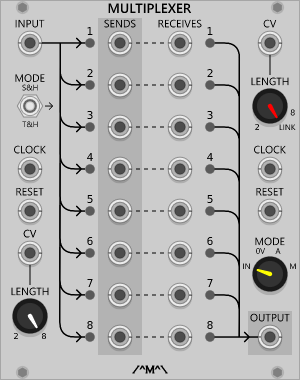 MULTIPLEXER
INPUT
SENDS
RECEIVES
CV
1
1
MODE
S&H
T&H
2
2
LENGTH
2
8
LINK
3
3
CLOCK
4
4
CLOCK
RESET
5
5
RESET
CV
6
6
MODE
0V A
IN
M
LENGTH
2
8
7
7
8
8
OUTPUT